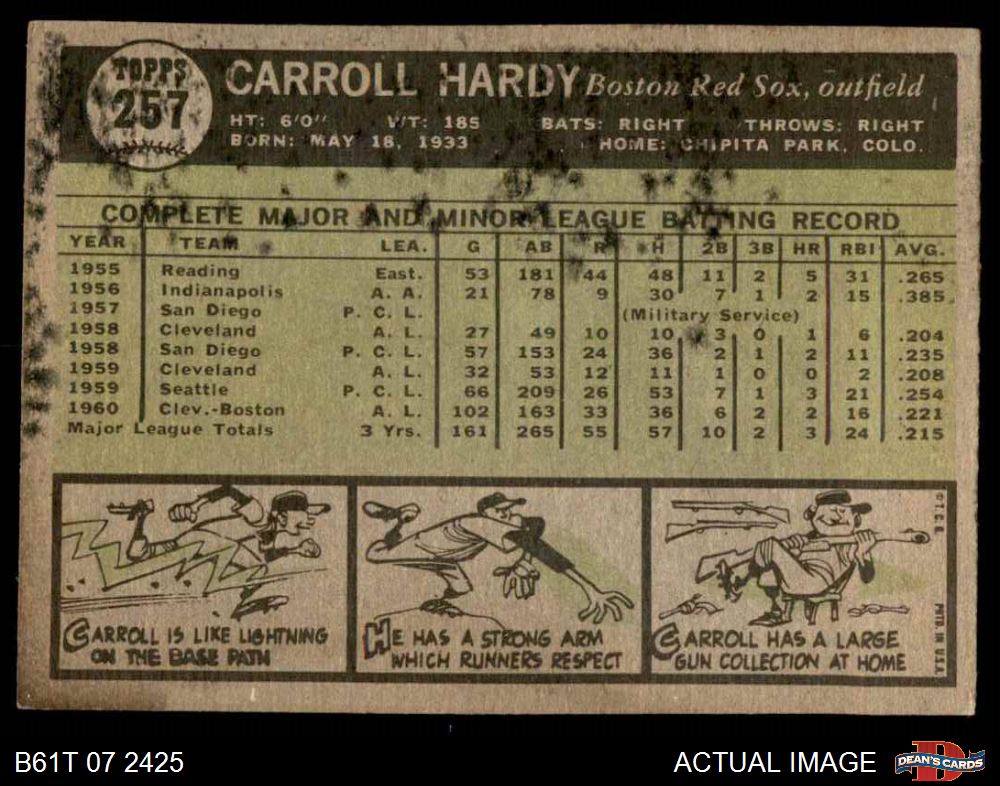 TOPPS
257
CARROLL HARDY Boston Red Sox, outfield
HT: 6'0" WT: 185 BATS: RIGHT THROWS: RIGHT
BORN: MAY 18, 1933 HOME: CHIPITA PARK, COLO.
COMPLETE MAJOR AND MINOR LEAGUE BATTING RECORD
YEAR TEAM LEA. G AB R H 2B 3B HR RBI AVG.
1955 Reading East. 53 181 44 48 11 2 5 31 .265
1956 Indianapolis A. A. 21 78 9 30 7 1 2 15 .385
1957 San Diego P. C. L. (Military Service)
1958 Cleveland A. L. 27 49 10 10 3 0 1 6 .204
1958 San Diego P. C. L. 57 153 24 36 2 1 2 11 .235
1959 Cleveland A. L. 32 53 12 11 1 0 0 2 .208
1959 Seattle P. C. L. 66 209 26 53 7 1 3 21 .254
1960 Clev.-Boston A. L. 102 163 33 36 6 2 2 16 .221
Major League Totals 3 Yrs. 161 265 55 57 10 2 3 24 .215
CARROLL IS LIKE LIGHTNING
ON THE BASE PATH
HE HAS A STRONG ARM
WHICH RUNNERS RESPECT
CARROLL HAS A LARGE
GUN COLLECTION AT HOME
© T.C.G.
PRTD. IN U.S.A.
B61T 07 2425
ACTUAL IMAGE
D
DEAN'S CARDS